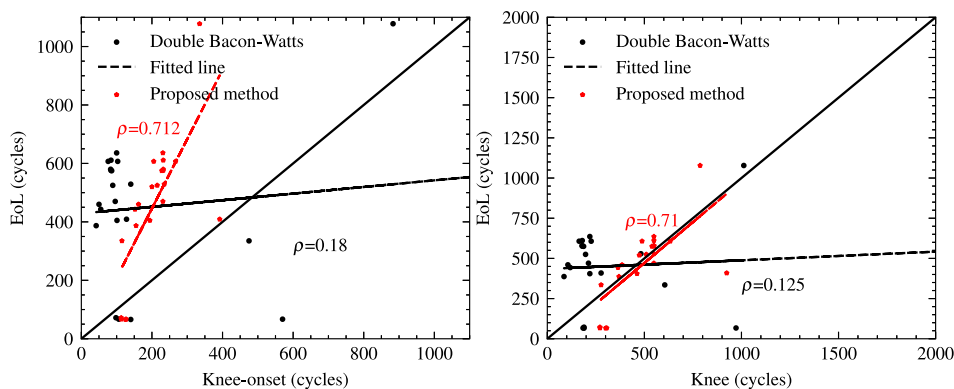 1000
800
600
400
200
0
EoL (cycles)
Double Bacon-Watts
Fitted line
Proposed method
ρ=0.712
ρ=0.18
0 200 400 600 800 1000
Knee-onset (cycles)
2000
1750
1500
1250
1000
750
500
250
0
EoL (cycles)
Double Bacon-Watts
Fitted line
Proposed method
ρ=0.71
ρ=0.125
0 500 1000 1500 2000
Knee (cycles)